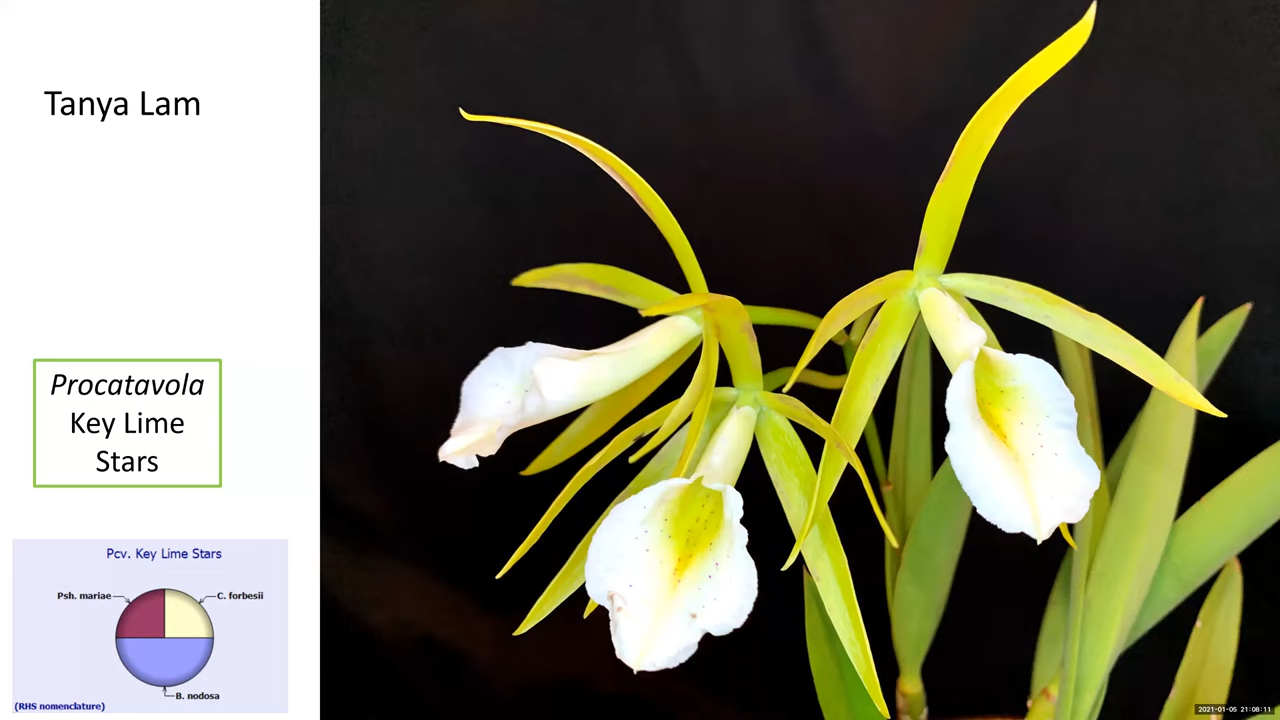 Tanya Lam
Procatavola
Key Lime
Stars
Pcv. Key Lime Stars
Psh. mariae
C. forbesii
B. nodosa
(RHS nomenclature)
2021-01-05 21:08:11